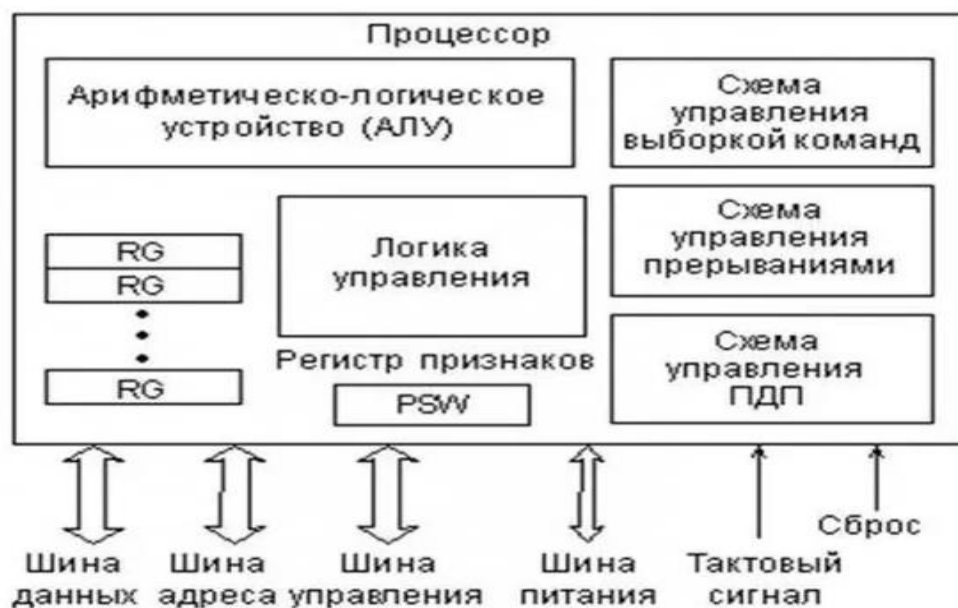 Процессор
Арифметическо-логическое
устройство (АЛУ)
Схема
управления
выборкой команд
RG
RG
RG
Логика
управления
Схема
управления
прерываниями
Регистр признаков
PSW
Схема
управления
ПДП
Шина
данных
Шина
адреса
Шина
управления
Шина
питания
Тактовый
сигнал
Сброс